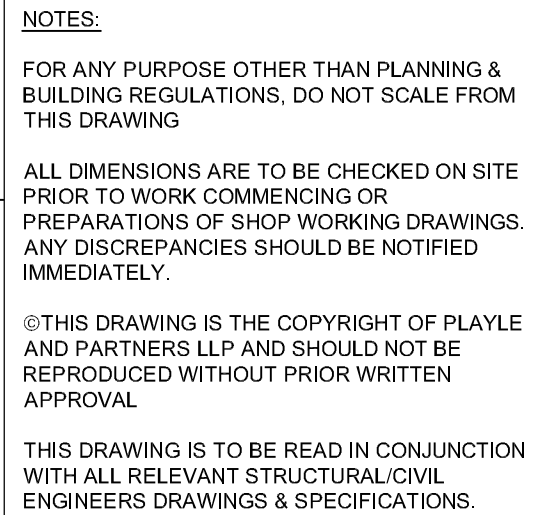 NOTES:
FOR ANY PURPOSE OTHER THAN PLANNING &
BUILDING REGULATIONS, DO NOT SCALE FROM
THIS DRAWING
ALL DIMENSIONS ARE TO BE CHECKED ON SITE
PRIOR TO WORK COMMENCING OR
PREPARATIONS OF SHOP WORKING DRAWINGS.
ANY DISCREPANCIES SHOULD BE NOTIFIED
IMMEDIATELY.
©THIS DRAWING IS THE COPYRIGHT OF PLAYLE
AND PARTNERS LLP AND SHOULD NOT BE
REPRODUCED WITHOUT PRIOR WRITTEN
APPROVAL
THIS DRAWING IS TO BE READ IN CONJUNCTION
WITH ALL RELEVANT STRUCTURAL/CIVIL
ENGINEERS DRAWINGS & SPECIFICATIONS.